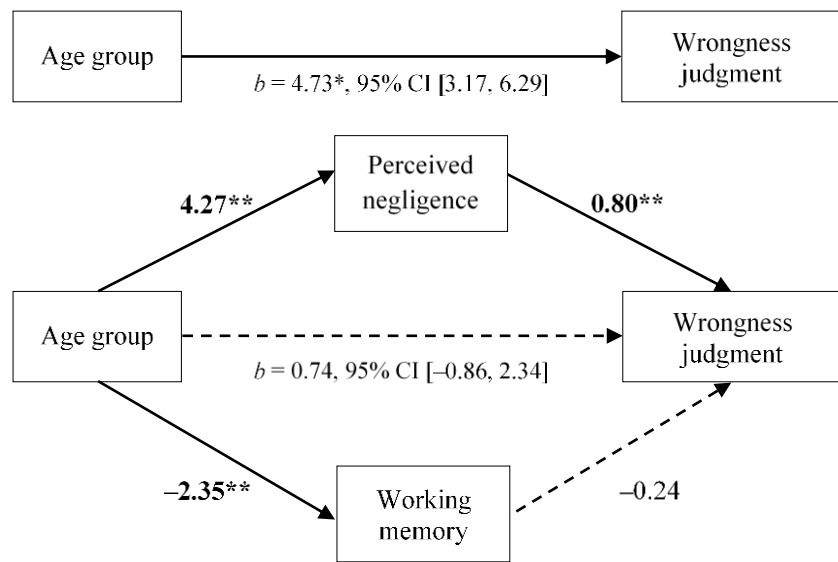 Age group
Wrongness
judgment
b = 4.73*, 95% CI [3.17, 6.29]
Perceived
negligence
4.27**
0.80**
Age group
Wrongness
judgment
b = 0.74, 95% CI [–0.86, 2.34]
–2.35**
Working
memory
–0.24